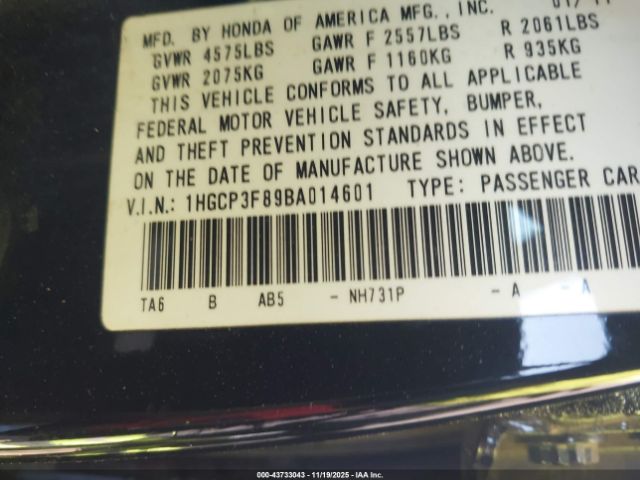 MFD. BY HONDA OF AMERICA MFG., INC. 01/11
GVWR 4575LBS GAWR F 2557LBS R 2061LBS
GVWR 2075KG GAWR F 1160KG R 935KG
THIS VEHICLE CONFORMS TO ALL APPLICABLE
FEDERAL MOTOR VEHICLE SAFETY, BUMPER,
AND THEFT PREVENTION STANDARDS IN EFFECT
ON THE DATE OF MANUFACTURE SHOWN ABOVE.
V.I.N.: 1HGCP3F89BA014601 TYPE: PASSENGER CAR
TA6 B AB5 - NH731P - A - A
000-43733043 - 11/19/2025 - IAA Inc.